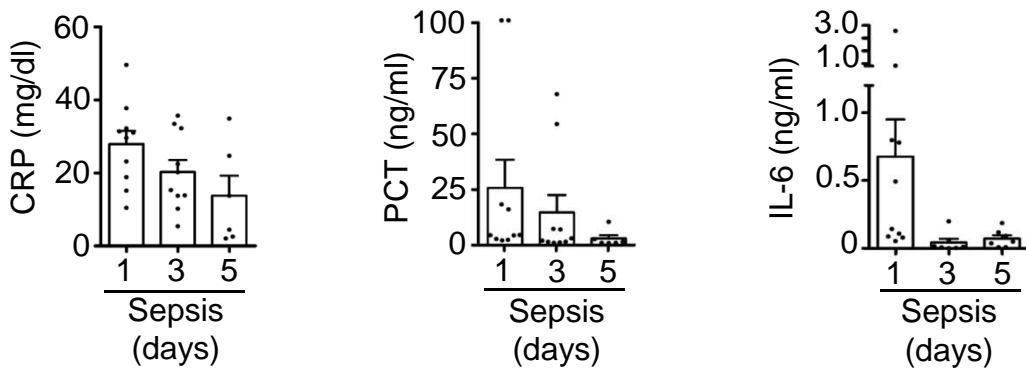 CRP (mg/dl)
60
40
20
0
1 3 5
Sepsis
(days)
PCT (ng/ml)
100
75
50
25
0
1 3 5
Sepsis
(days)
IL-6 (ng/ml)
3.0
1.0
1.0
0.5
0
1 3 5
Sepsis
(days)